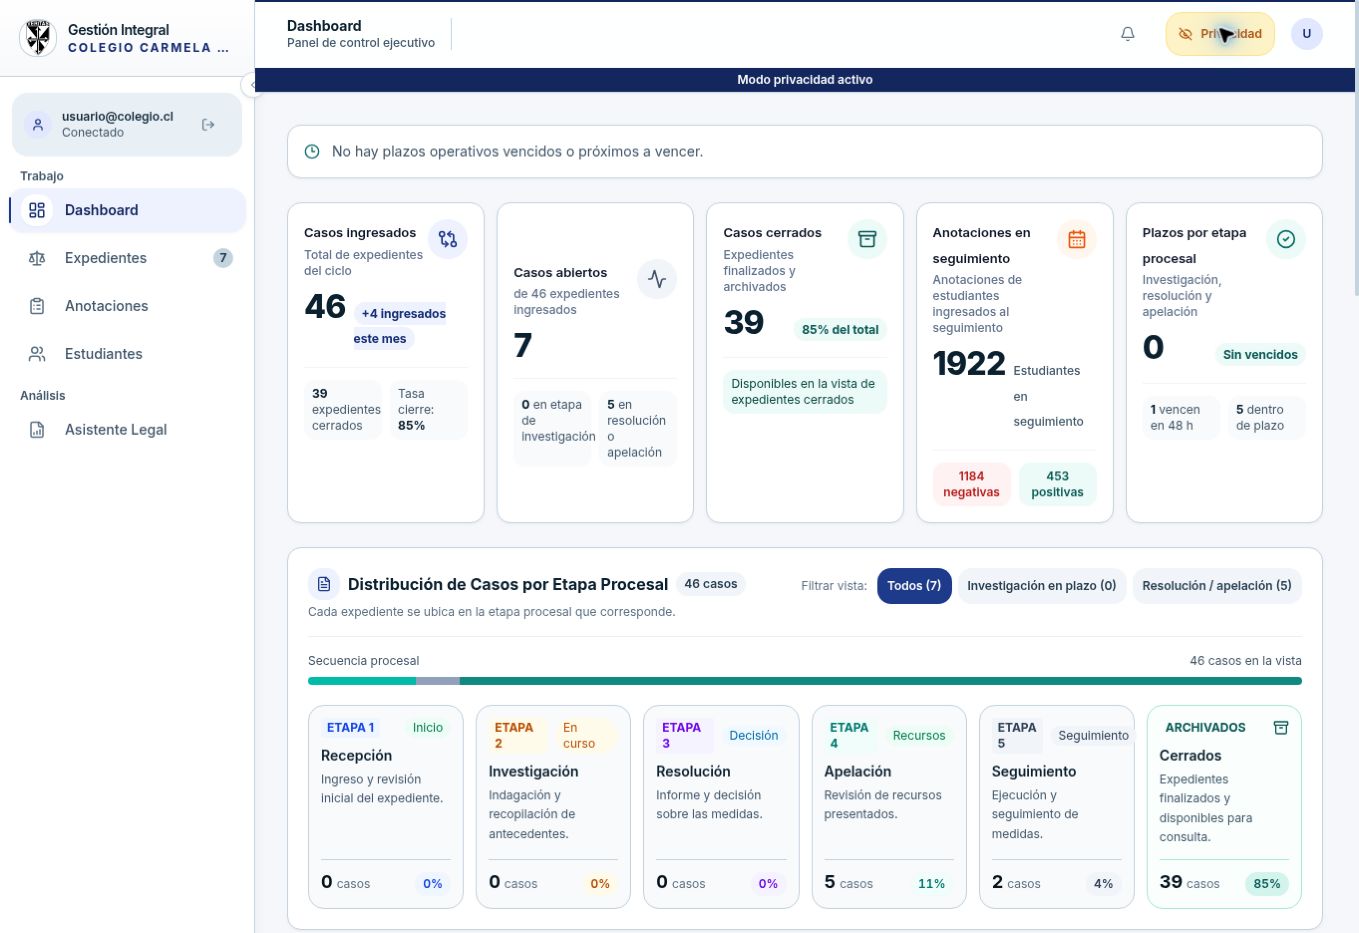 Gestión Integral
COLEGIO CARMELA ...
Dashboard
Panel de control ejecutivo
U
Modo privacidad activo
usuario@colegio.cl
Conectado
Trabajo
Dashboard
Expedientes 7
Anotaciones
Estudiantes
Análisis
Asistente Legal
No hay plazos operativos vencidos o próximos a vencer.
Casos ingresados
Total de expedientes
del ciclo
46 +4 ingresados
este mes
39
expedientes
cerrados
Tasa
cierre:
85%
Casos abiertos
de 46 expedientes
ingresados
7
0 en etapa
de
investigación
5 en
resolución
o
apelación
Casos cerrados
Expedientes
finalizados y
archivados
39 85% del total
Disponibles en la vista de
expedientes cerrados
Anotaciones en
seguimiento
Anotaciones de
estudiantes
ingresados al
seguimiento
1922 Estudiantes
en
seguimiento
1184
negativas
453
positivas
Plazos por etapa
procesal
Investigación,
resolución y
apelación
0 Sin vencidos
1 vencen
en 48 h
5 dentro
de plazo
Distribución de Casos por Etapa Procesal 46 casos
Cada expediente se ubica en la etapa procesal que corresponde.
Filtrar vista: Todos (7) Investigación en plazo (0) Resolución / apelación (5)
Secuencia procesal 46 casos en la vista
ETAPA 1 Inicio
Recepción
Ingreso y revisión
inicial del expediente.
0 casos 0%
ETAPA
2
En
curso
Investigación
Indagación y
recopilación de
antecedentes.
0 casos 0%
ETAPA
3
Decisión
Resolución
Informe y decisión
sobre las medidas.
0 casos 0%
ETAPA
4
Recursos
Apelación
Revisión de recursos
presentados.
5 casos 11%
ETAPA
5
Seguimiento
Seguimiento
Ejecución y
seguimiento de
medidas.
2 casos 4%
ARCHIVADOS
Cerrados
Expedientes
finalizados y
disponibles para
consulta.
39 casos 85%